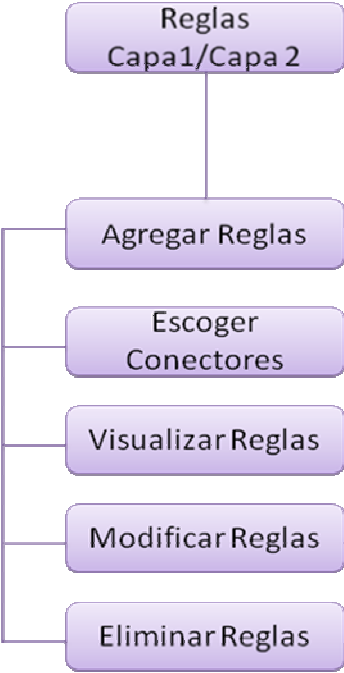 Reglas
Capa1/Capa 2
Agregar Reglas
Escoger
Conectores
Visualizar Reglas
Modificar Reglas
Eliminar Reglas